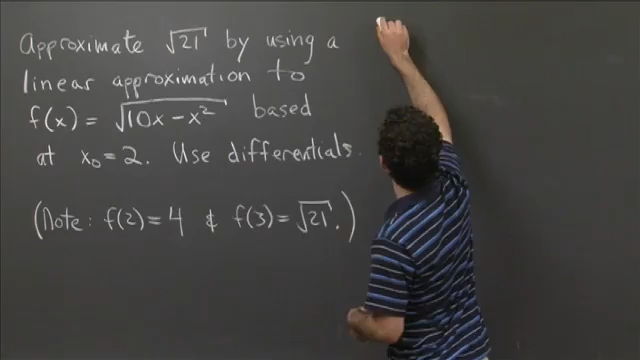 Approximate √21 by using a
linear approximation to
f(x) = √(10x - x²) based
at x₀ = 2. Use differentials.
(Note: f(2) = 4 & f(3) = √21.)